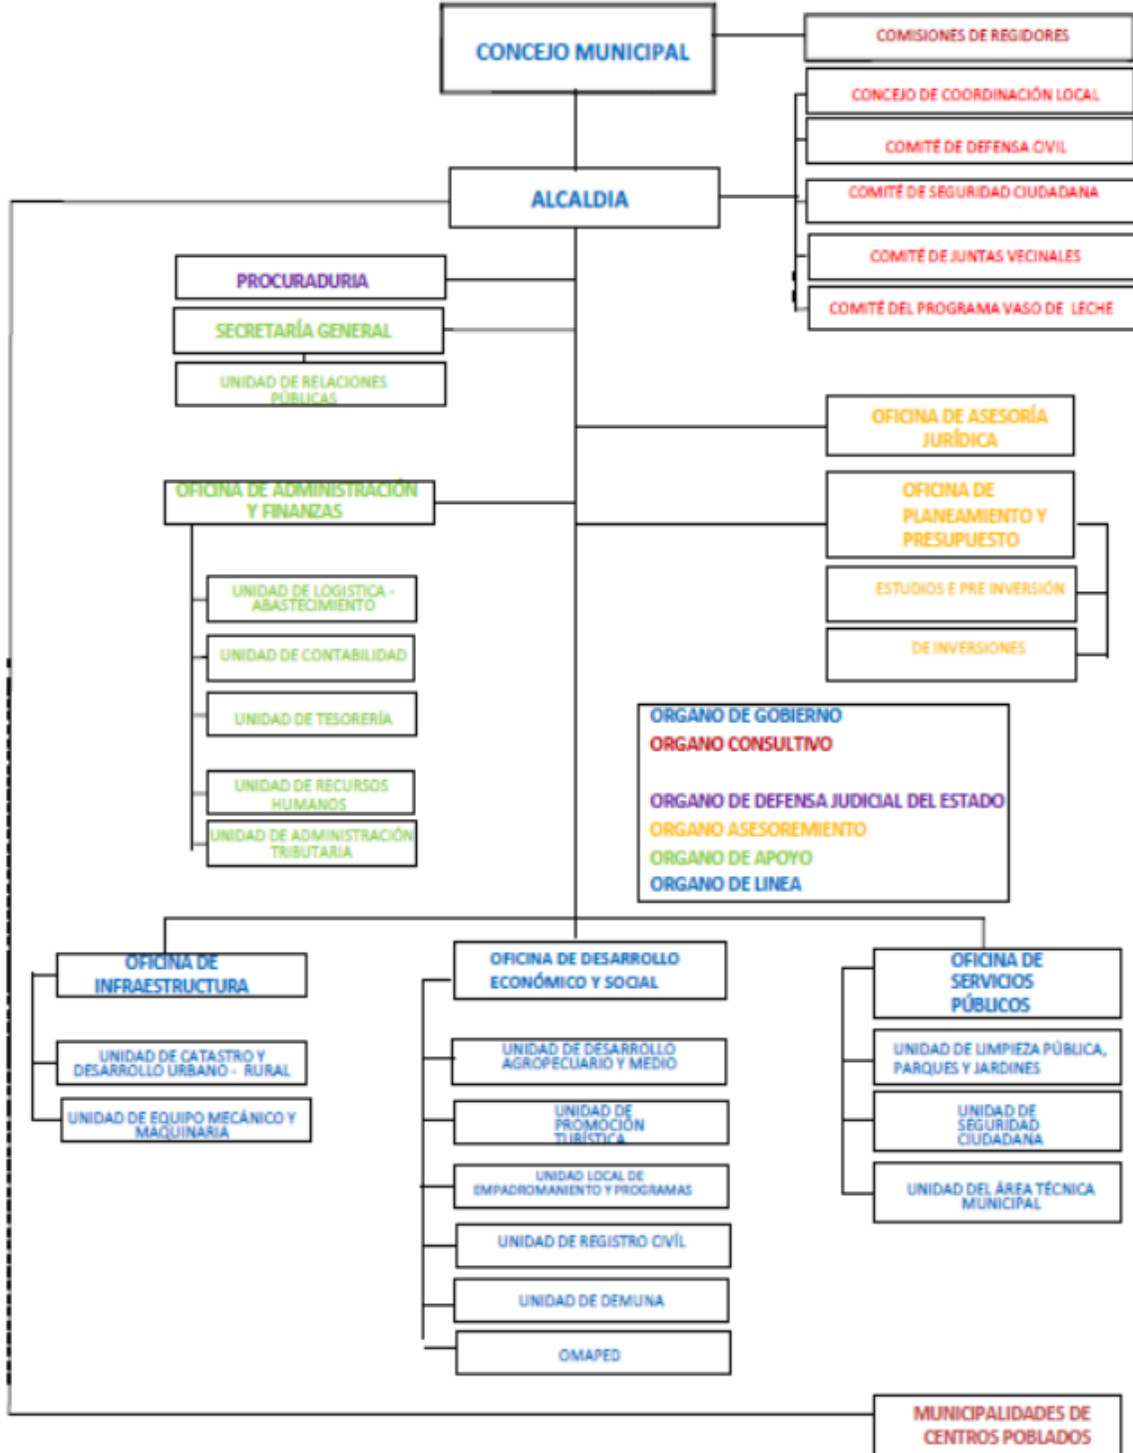 CONCEJO MUNICIPAL
COMISIONES DE REGIDORES
CONCEJO DE COORDINACIÓN LOCAL
COMITÉ DE DEFENSA CIVIL
ALCALDIA
COMITÉ DE SEGURIDAD CIUDADANA
COMITÉ DE JUNTAS VECINALES
COMITÉ DEL PROGRAMA VASO DE LECHE
PROCURADURIA
SECRETARÍA GENERAL
UNIDAD DE RELACIONES
PÚBLICAS
OFICINA DE ASESORÍA
JURÍDICA
OFICINA DE ADMINISTRACIÓN
Y FINANZAS
OFICINA DE
PLANEAMIENTO Y
PRESUPUESTO
UNIDAD DE LOGISTICA -
ABASTECIMIENTO
ESTUDIOS E PRE INVERSIÓN
UNIDAD DE CONTABILIDAD
DE INVERSIONES
UNIDAD DE TESORERÍA
UNIDAD DE RECURSOS
HUMANOS
UNIDAD DE ADMINISTRACIÓN
TRIBUTARIA
ORGANO DE GOBIERNO
ORGANO CONSULTIVO
ORGANO DE DEFENSA JUDICIAL DEL ESTADO
ORGANO ASESOREMIENTO
ORGANO DE APOYO
ORGANO DE LINEA
OFICINA DE
INFRAESTRUCTURA
UNIDAD DE CATASTRO Y
DESARROLLO URBANO - RURAL
UNIDAD DE EQUIPO MECÁNICO Y
MAQUINARIA
OFICINA DE DESARROLLO
ECONÓMICO Y SOCIAL
UNIDAD DE DESARROLLO
AGROPECUARIO Y MEDIO
UNIDAD DE
PROMOCIÓN
TURÍSTICA
UNIDAD LOCAL DE
EMPADROMANIENTO Y PROGRAMAS
UNIDAD DE REGISTRO CIVÍL
UNIDAD DE DEMUNA
OMAPED
OFICINA DE
SERVICIOS
PÚBLICOS
UNIDAD DE LIMPIEZA PÚBLICA,
PARQUES Y JARDINES
UNIDAD DE
SEGURIDAD
CIUDADANA
UNIDAD DEL ÁREA TÉCNICA
MUNICIPAL
MUNICIPALIDADES DE
CENTROS POBLADOS